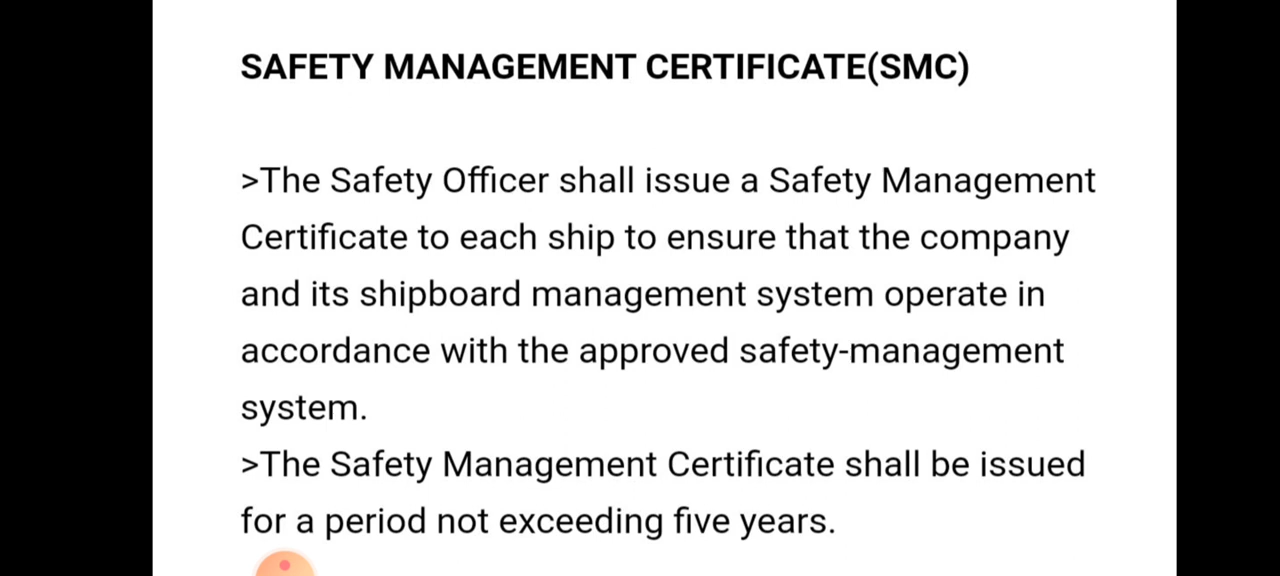 SAFETY MANAGEMENT CERTIFICATE(SMC)
>The Safety Officer shall issue a Safety Management
Certificate to each ship to ensure that the company
and its shipboard management system operate in
accordance with the approved safety-management
system.
>The Safety Management Certificate shall be issued
for a period not exceeding five years.